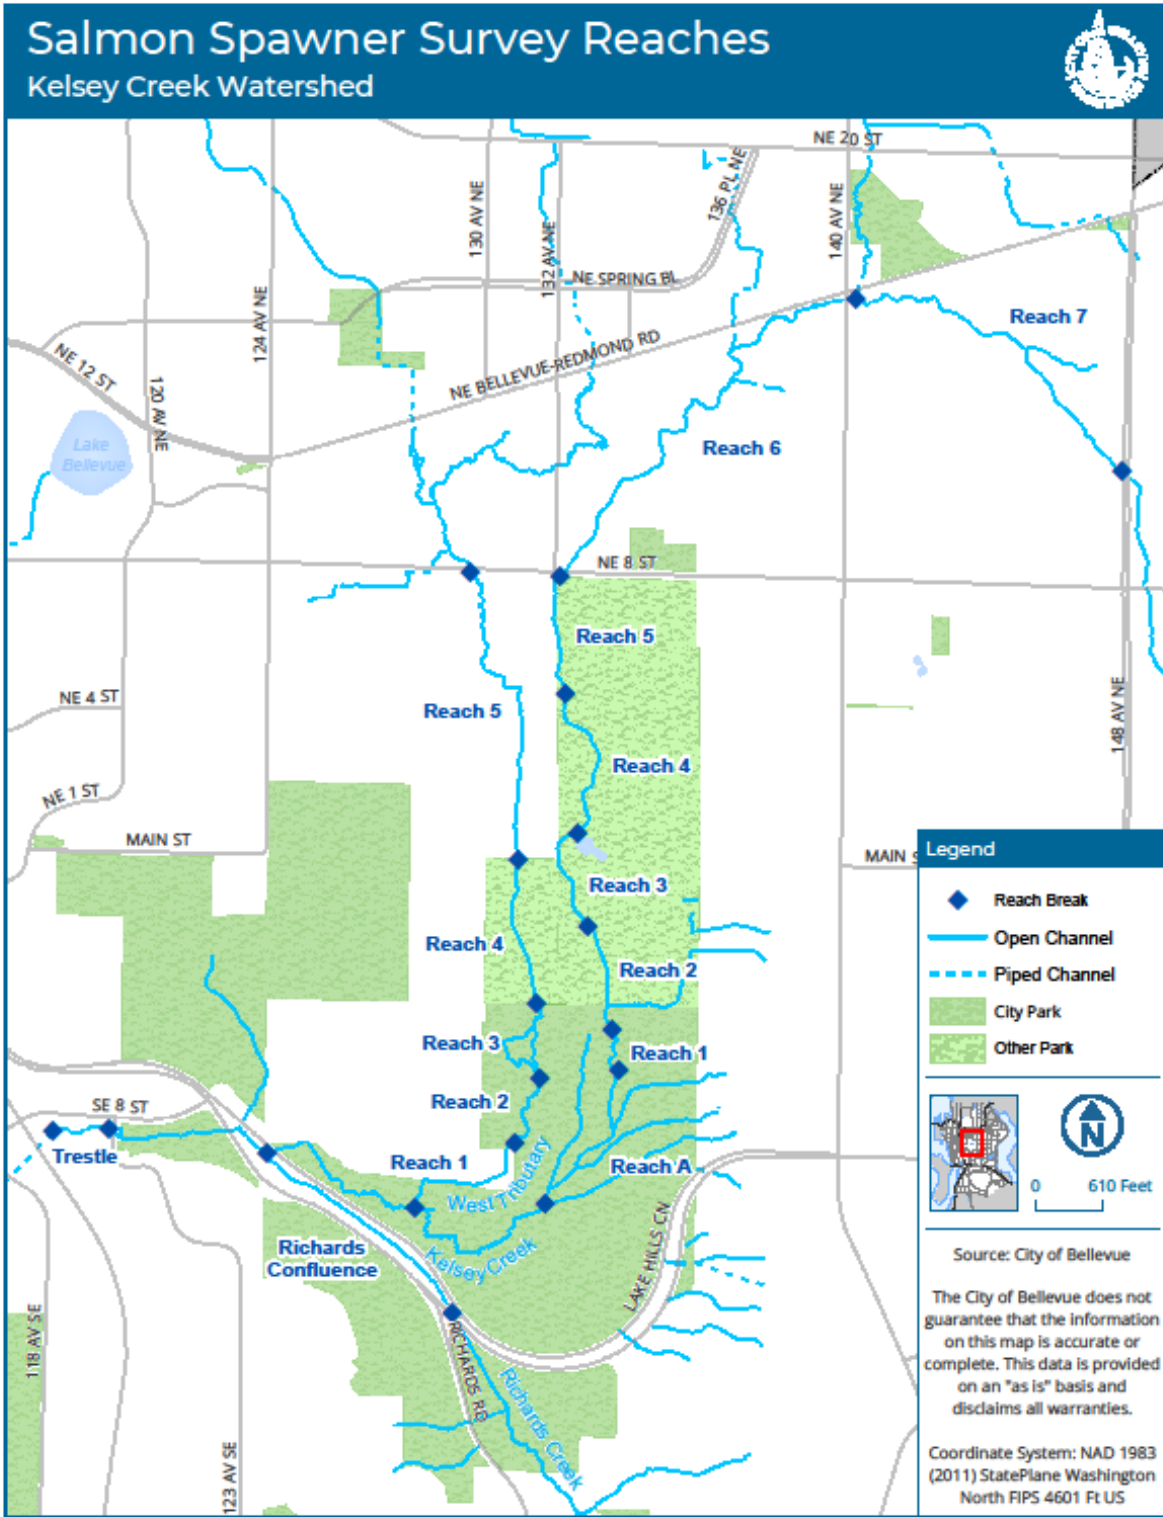 Salmon Spawner Survey Reaches
Kelsey Creek Watershed
NE 20 ST
136 PL NE
130 AV NE
140 AV NE
132 AV NE
NE SPRING BL
124 AV NE
Reach 7
NE BELLEVUE-REDMOND RD
NE 12 ST
120 AV NE
Lake
Bellevue
Reach 6
NE 8 ST
Reach 5
NE 4 ST
Reach 5
148 AV NE
Reach 4
NE 1 ST
MAIN ST
MAIN S
Reach 3
Reach 4
Reach 2
Reach 3
Reach 1
Reach 2
SE 8 ST
Trestle
Reach 1
West Tributary
Reach A
Richards
Confluence
Kelsey Creek
LAKE HILLS CN
118 AV SE
RICHARDS RD
Richards Creek
123 AV SE
Legend
Reach Break
Open Channel
Piped Channel
City Park
Other Park
N
0 610 Feet
Source: City of Bellevue
The City of Bellevue does not
guarantee that the information
on this map is accurate or
complete. This data is provided
on an "as is" basis and
disclaims all warranties.
Coordinate System: NAD 1983
(2011) StatePlane Washington
North FIPS 4601 Ft US